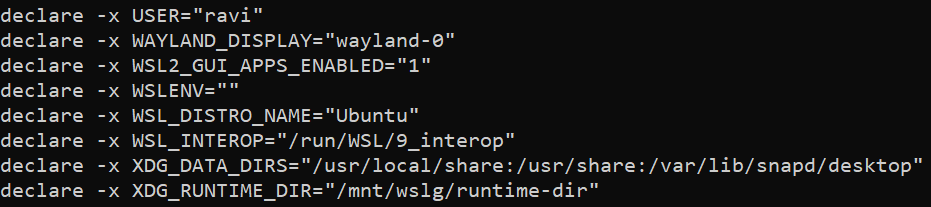 declare -x USER="ravi"
declare -x WAYLAND_DISPLAY="wayland-0"
declare -x WSL2_GUI_APPS_ENABLED="1"
declare -x WSLENV=""
declare -x WSL_DISTRO_NAME="Ubuntu"
declare -x WSL_INTEROP="/run/WSL/9_interop"
declare -x XDG_DATA_DIRS="/usr/local/share:/usr/share:/var/lib/snapd/desktop"
declare -x XDG_RUNTIME_DIR="/mnt/wslg/runtime-dir"